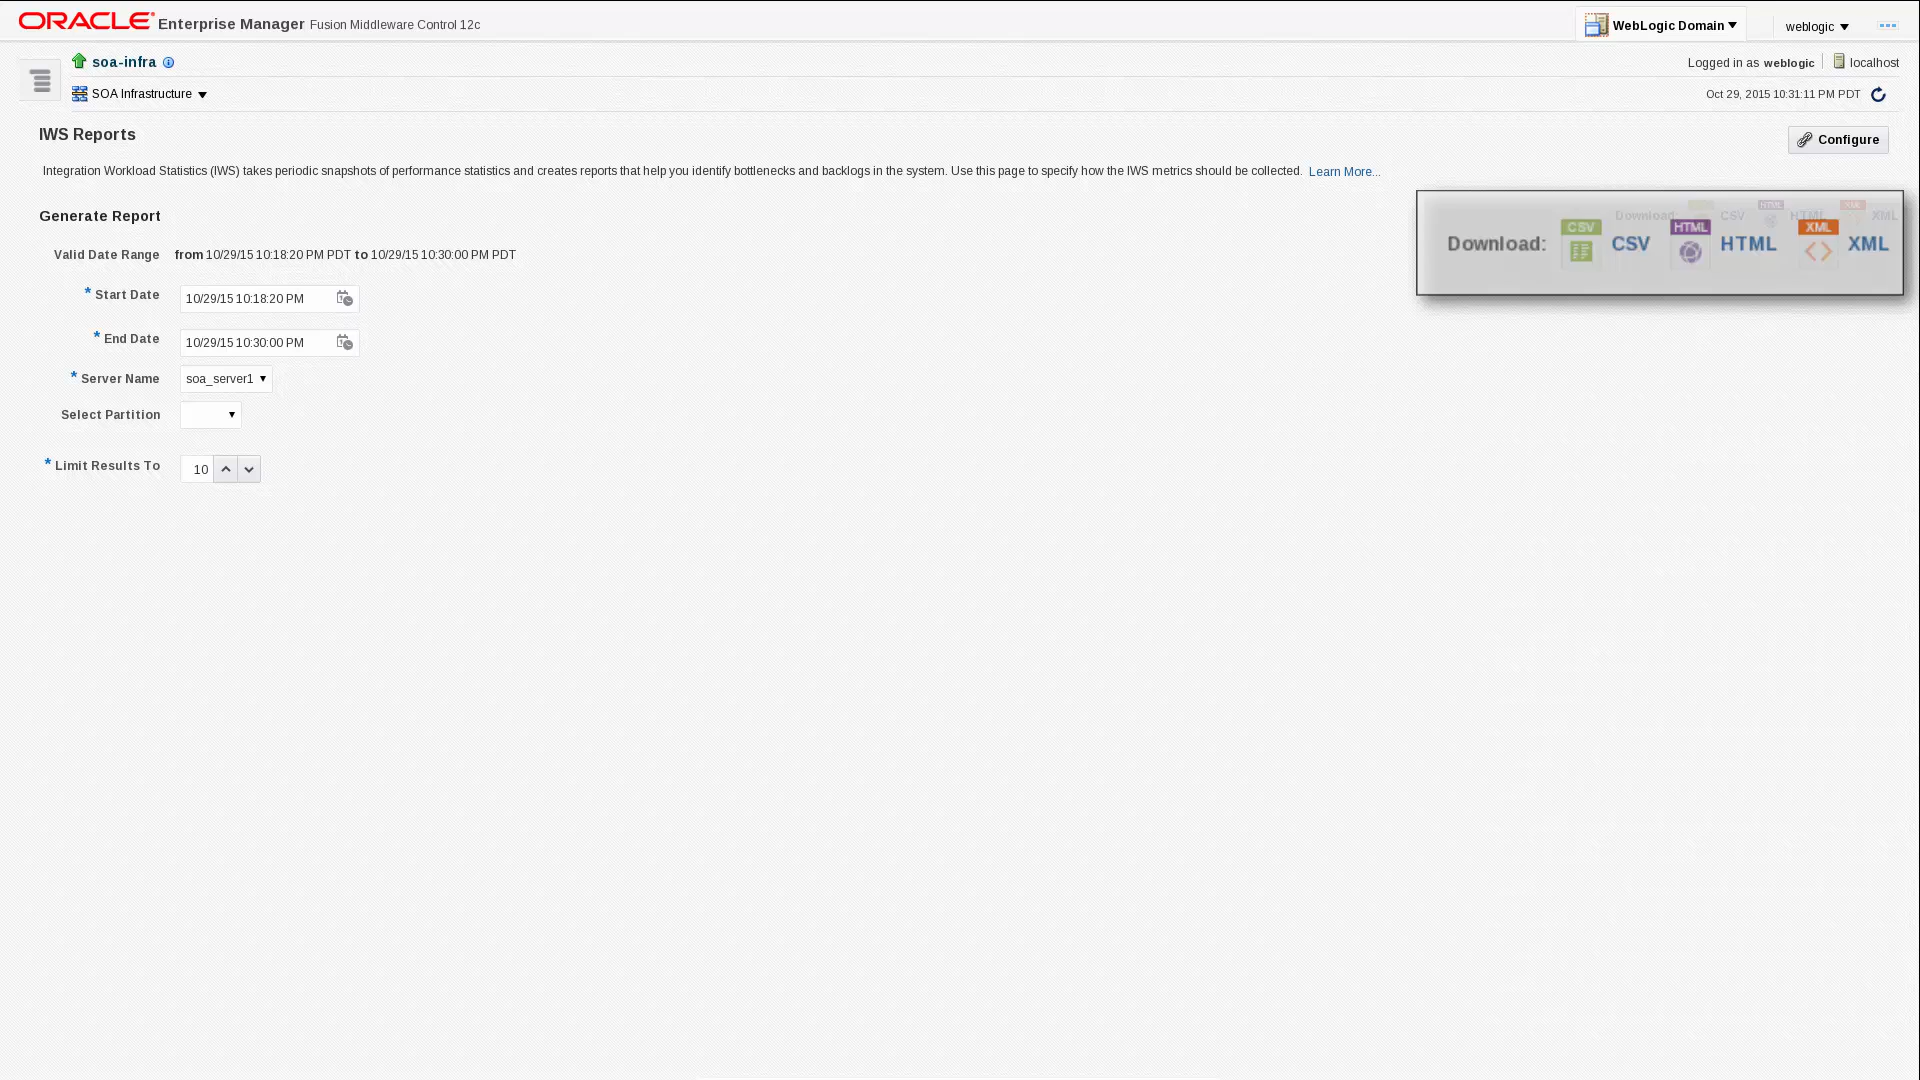 ORACLE Enterprise Manager Fusion Middleware Control 12c
WebLogic Domain
weblogic
soa-infra
Logged in as weblogic
localhost
SOA Infrastructure
Oct 29, 2015 10:31:11 PM PDT
IWS Reports
Configure
Integration Workload Statistics (IWS) takes periodic snapshots of performance statistics and creates reports that help you identify bottlenecks and backlogs in the system. Use this page to specify how the IWS metrics should be collected. Learn More...
Generate Report
Download: CSV HTML XML
Download: CSV CSV HTML HTML XML XML
Valid Date Range from 10/29/15 10:18:20 PM PDT to 10/29/15 10:30:00 PM PDT
* Start Date 10/29/15 10:18:20 PM
* End Date 10/29/15 10:30:00 PM
* Server Name soa_server1
Select Partition
* Limit Results To 10